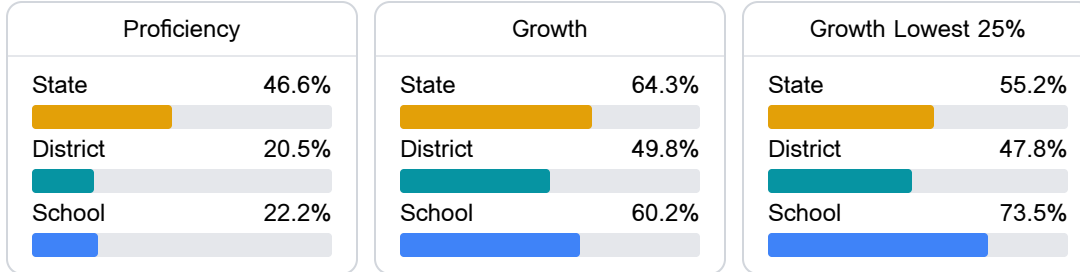 Proficiency
State 46.6%
District 20.5%
School 22.2%
Growth
State 64.3%
District 49.8%
School 60.2%
Growth Lowest 25%
State 55.2%
District 47.8%
School 73.5%